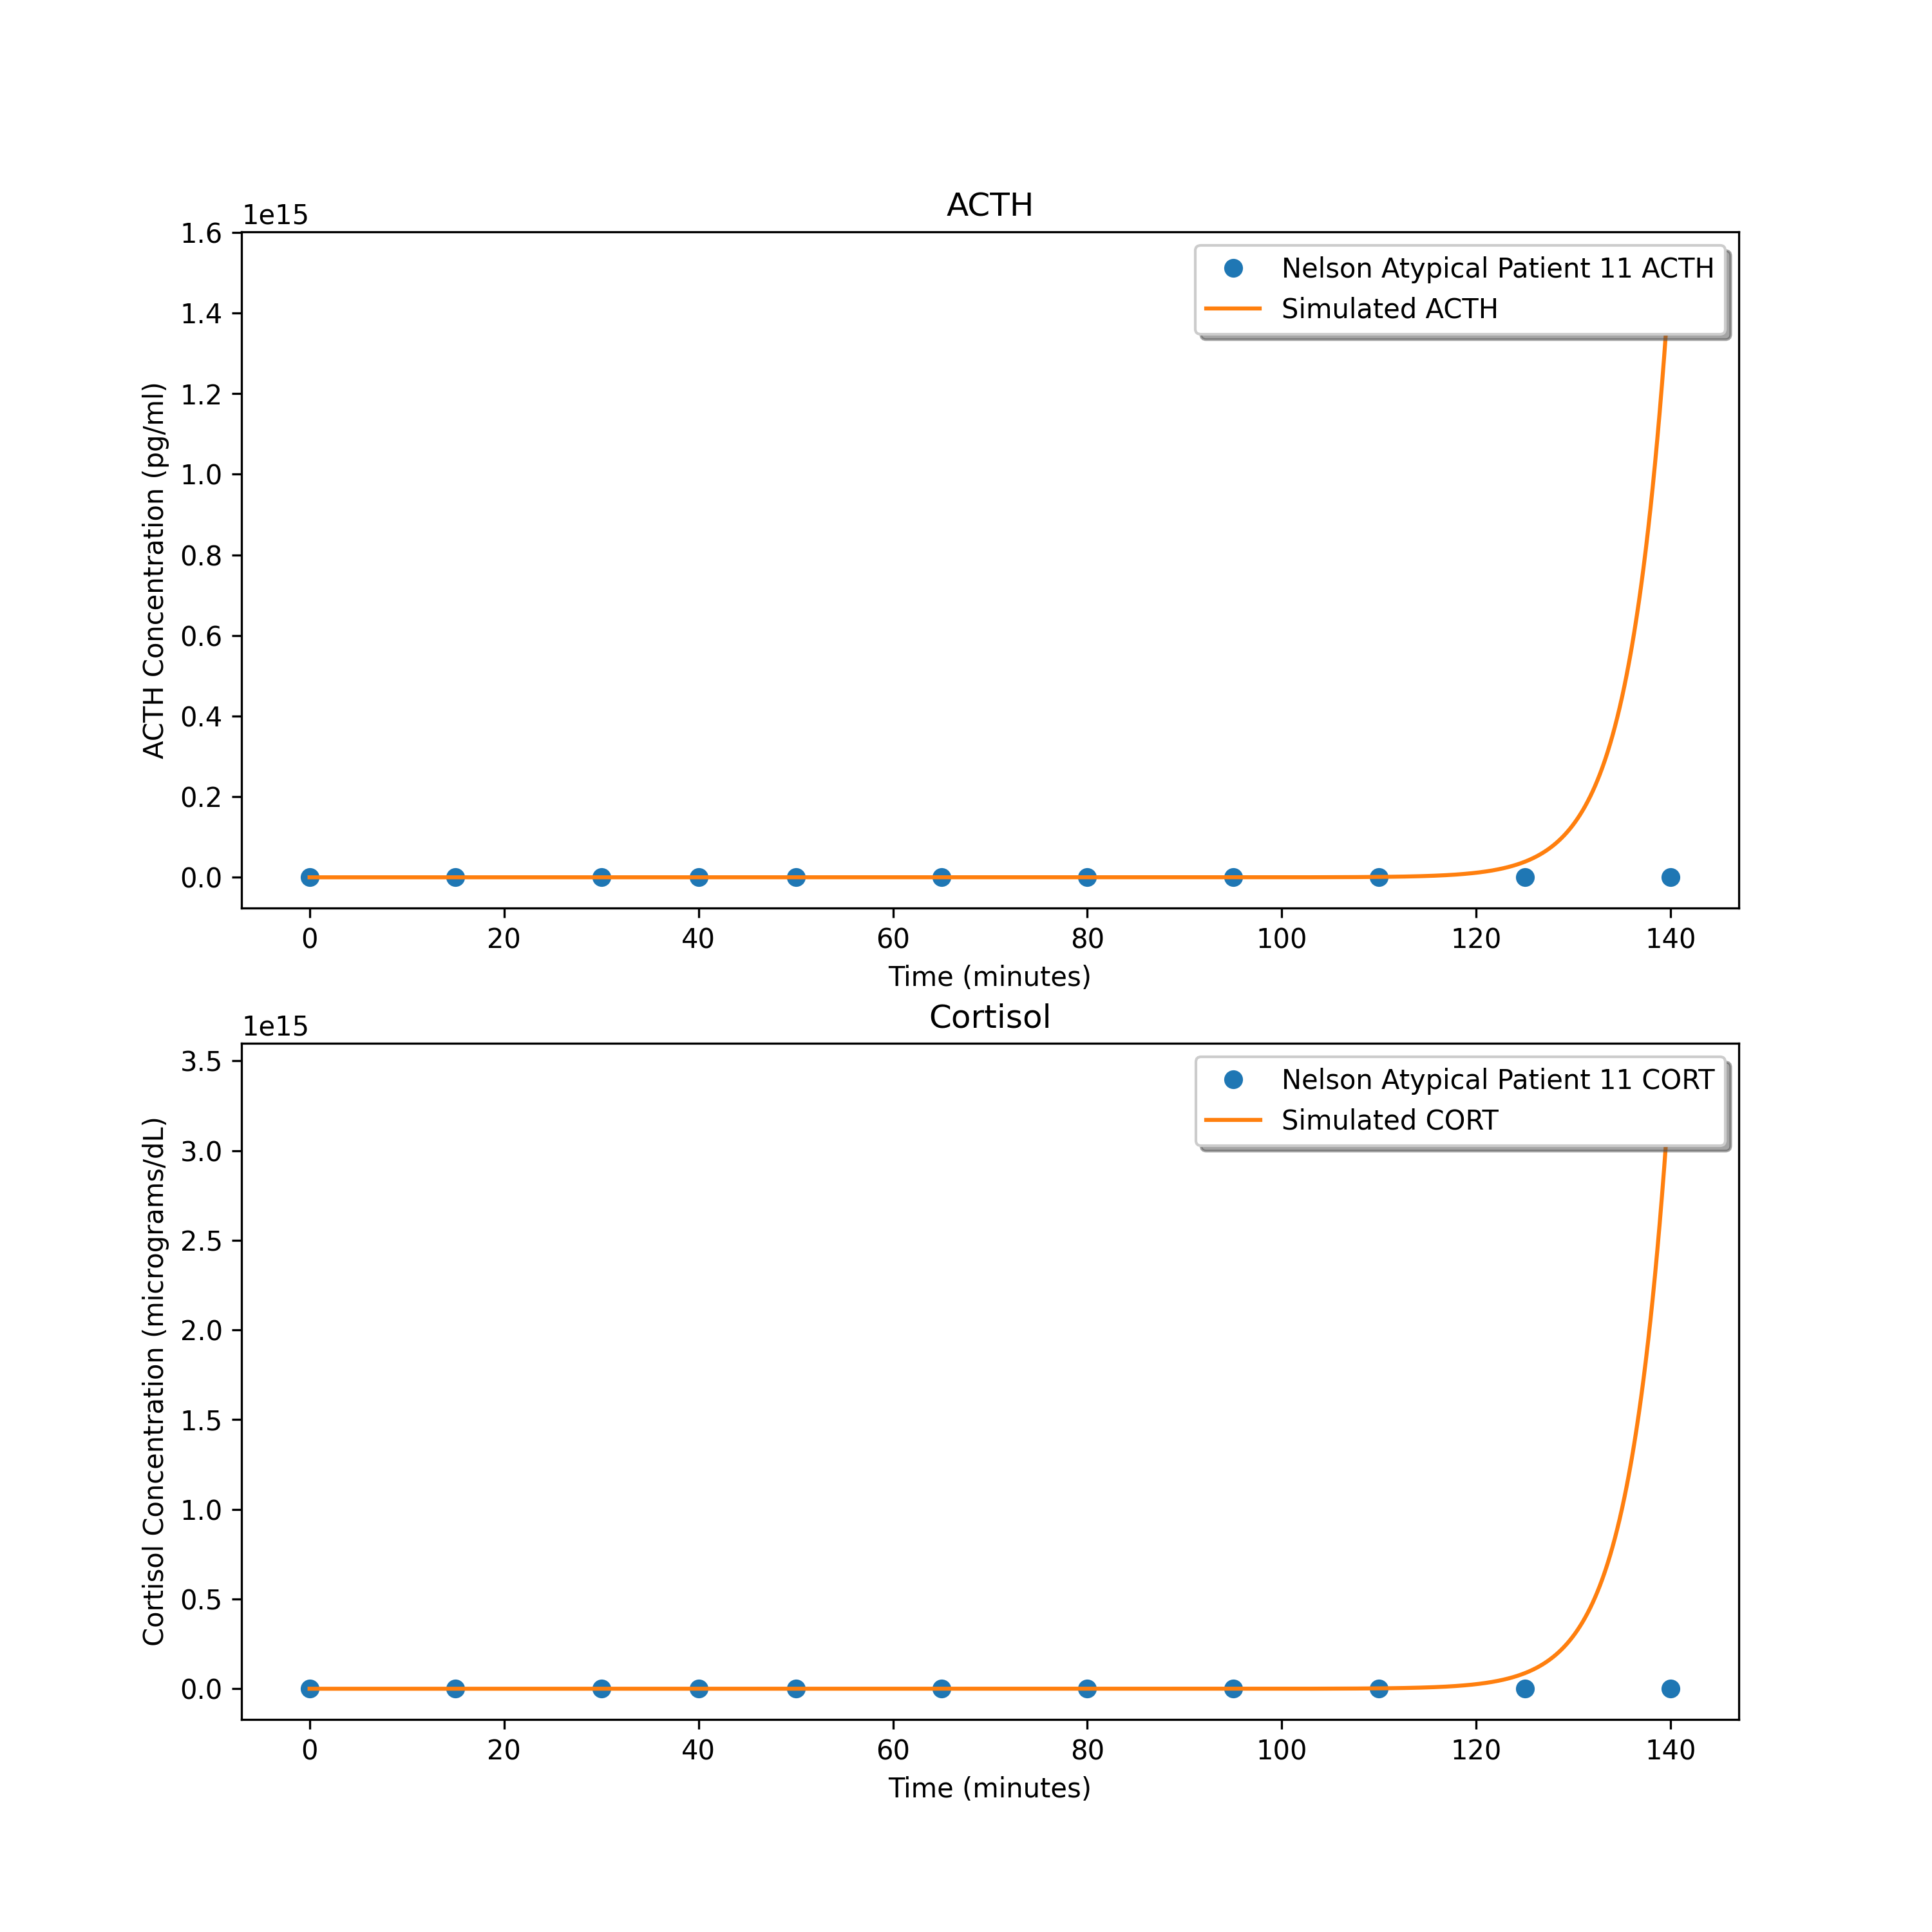 ACTH
1e15
1.6
1.4
1.2
1.0
0.8
0.6
0.4
0.2
0.0
ACTH Concentration (pg/ml)
Nelson Atypical Patient 11 ACTH
Simulated ACTH
0 20 40 60 80 100 120 140
Time (minutes)
Cortisol
1e15
3.5
3.0
2.5
2.0
1.5
1.0
0.5
0.0
Cortisol Concentration (micrograms/dL)
Nelson Atypical Patient 11 CORT
Simulated CORT
0 20 40 60 80 100 120 140
Time (minutes)